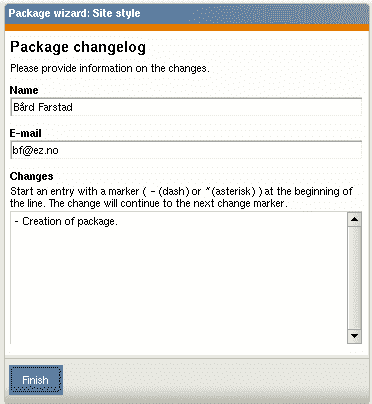 Package wizard: Site style
Package changelog
Please provide information on the changes.
Name
Bård Farstad
E-mail
bf@ez.no
Changes
Start an entry with a marker ( - (dash) or * (asterisk) ) at the beginning of
the line. The change will continue to the next change marker.
- Creation of package.
Finish